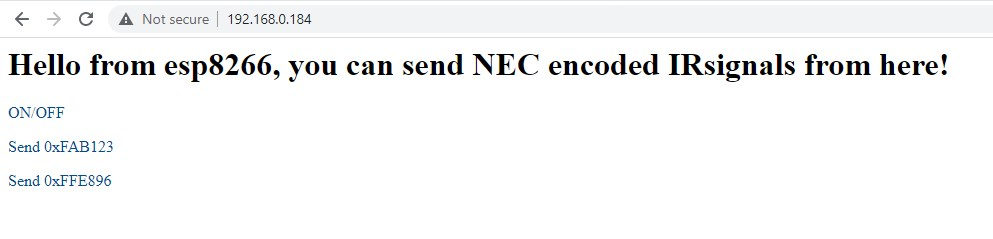 Not secure | 192.168.0.184
Hello from esp8266, you can send NEC encoded IRsignals from here!
ON/OFF
Send 0xFAB123
Send 0xFFE896